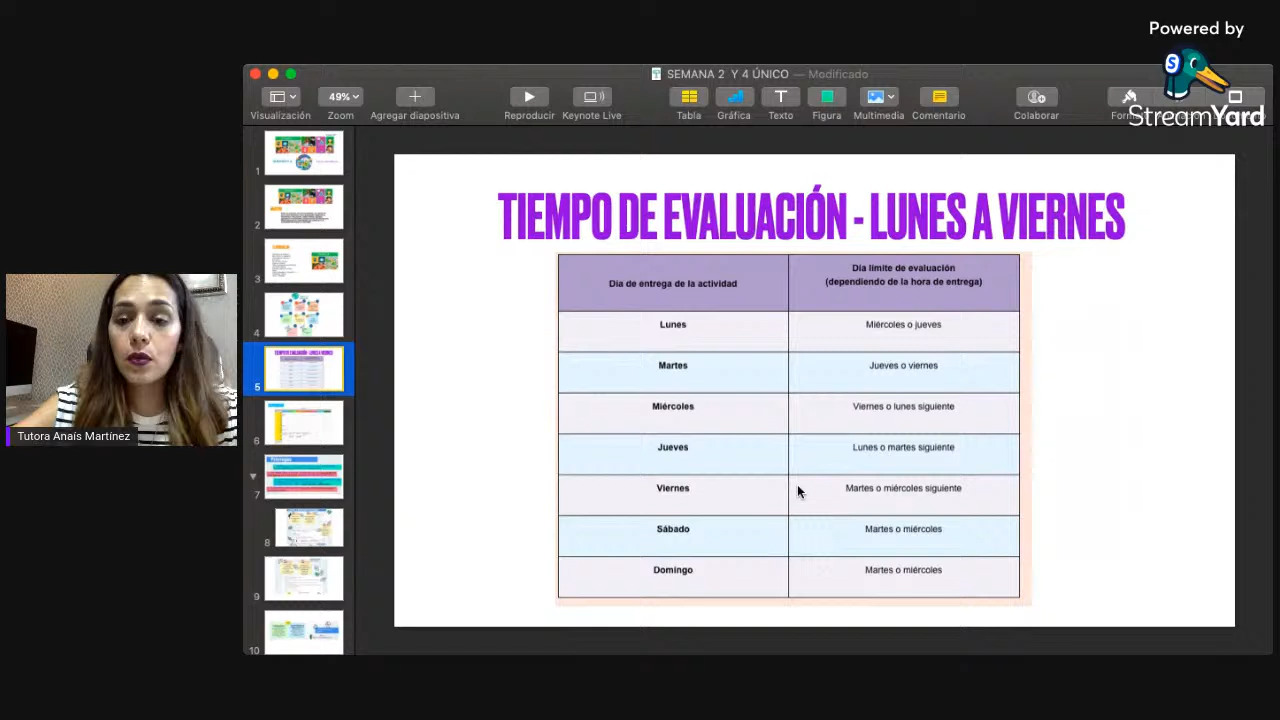 Powered by
StreamYard
SEMANA 2 Y 4 ÚNICO — Modificado
49%
Visualización
Zoom
Agregar diapositiva
Reproducir
Keynote Live
Tabla
Gráfica
Texto
Figura
Multimedia
Comentario
Colaborar
1
2
3
4
5
6
7
8
9
10
TIEMPO DE EVALUACIÓN - LUNES A VIERNES
Día de entrega de la actividad
Día límite de evaluación
(dependiendo de la hora de entrega)
Lunes
Miércoles o jueves
Martes
Jueves o viernes
Miércoles
Viernes o lunes siguiente
Jueves
Lunes o martes siguiente
Viernes
Martes o miércoles siguiente
Sábado
Martes o miércoles
Domingo
Martes o miércoles
Tutora Anaís Martínez